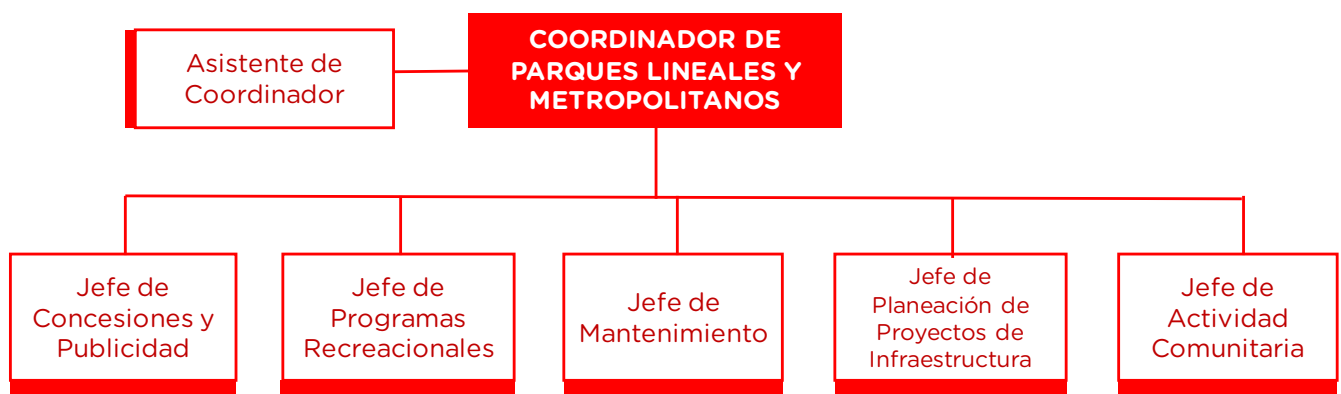 Asistente de
Coordinador
COORDINADOR DE
PARQUES LINEALES Y
METROPOLITANOS
Jefe de
Concesiones y
Publicidad
Jefe de
Programas
Recreacionales
Jefe de
Mantenimiento
Jefe de
Planeación de
Proyectos de
Infraestructura
Jefe de
Actividad
Comunitaria